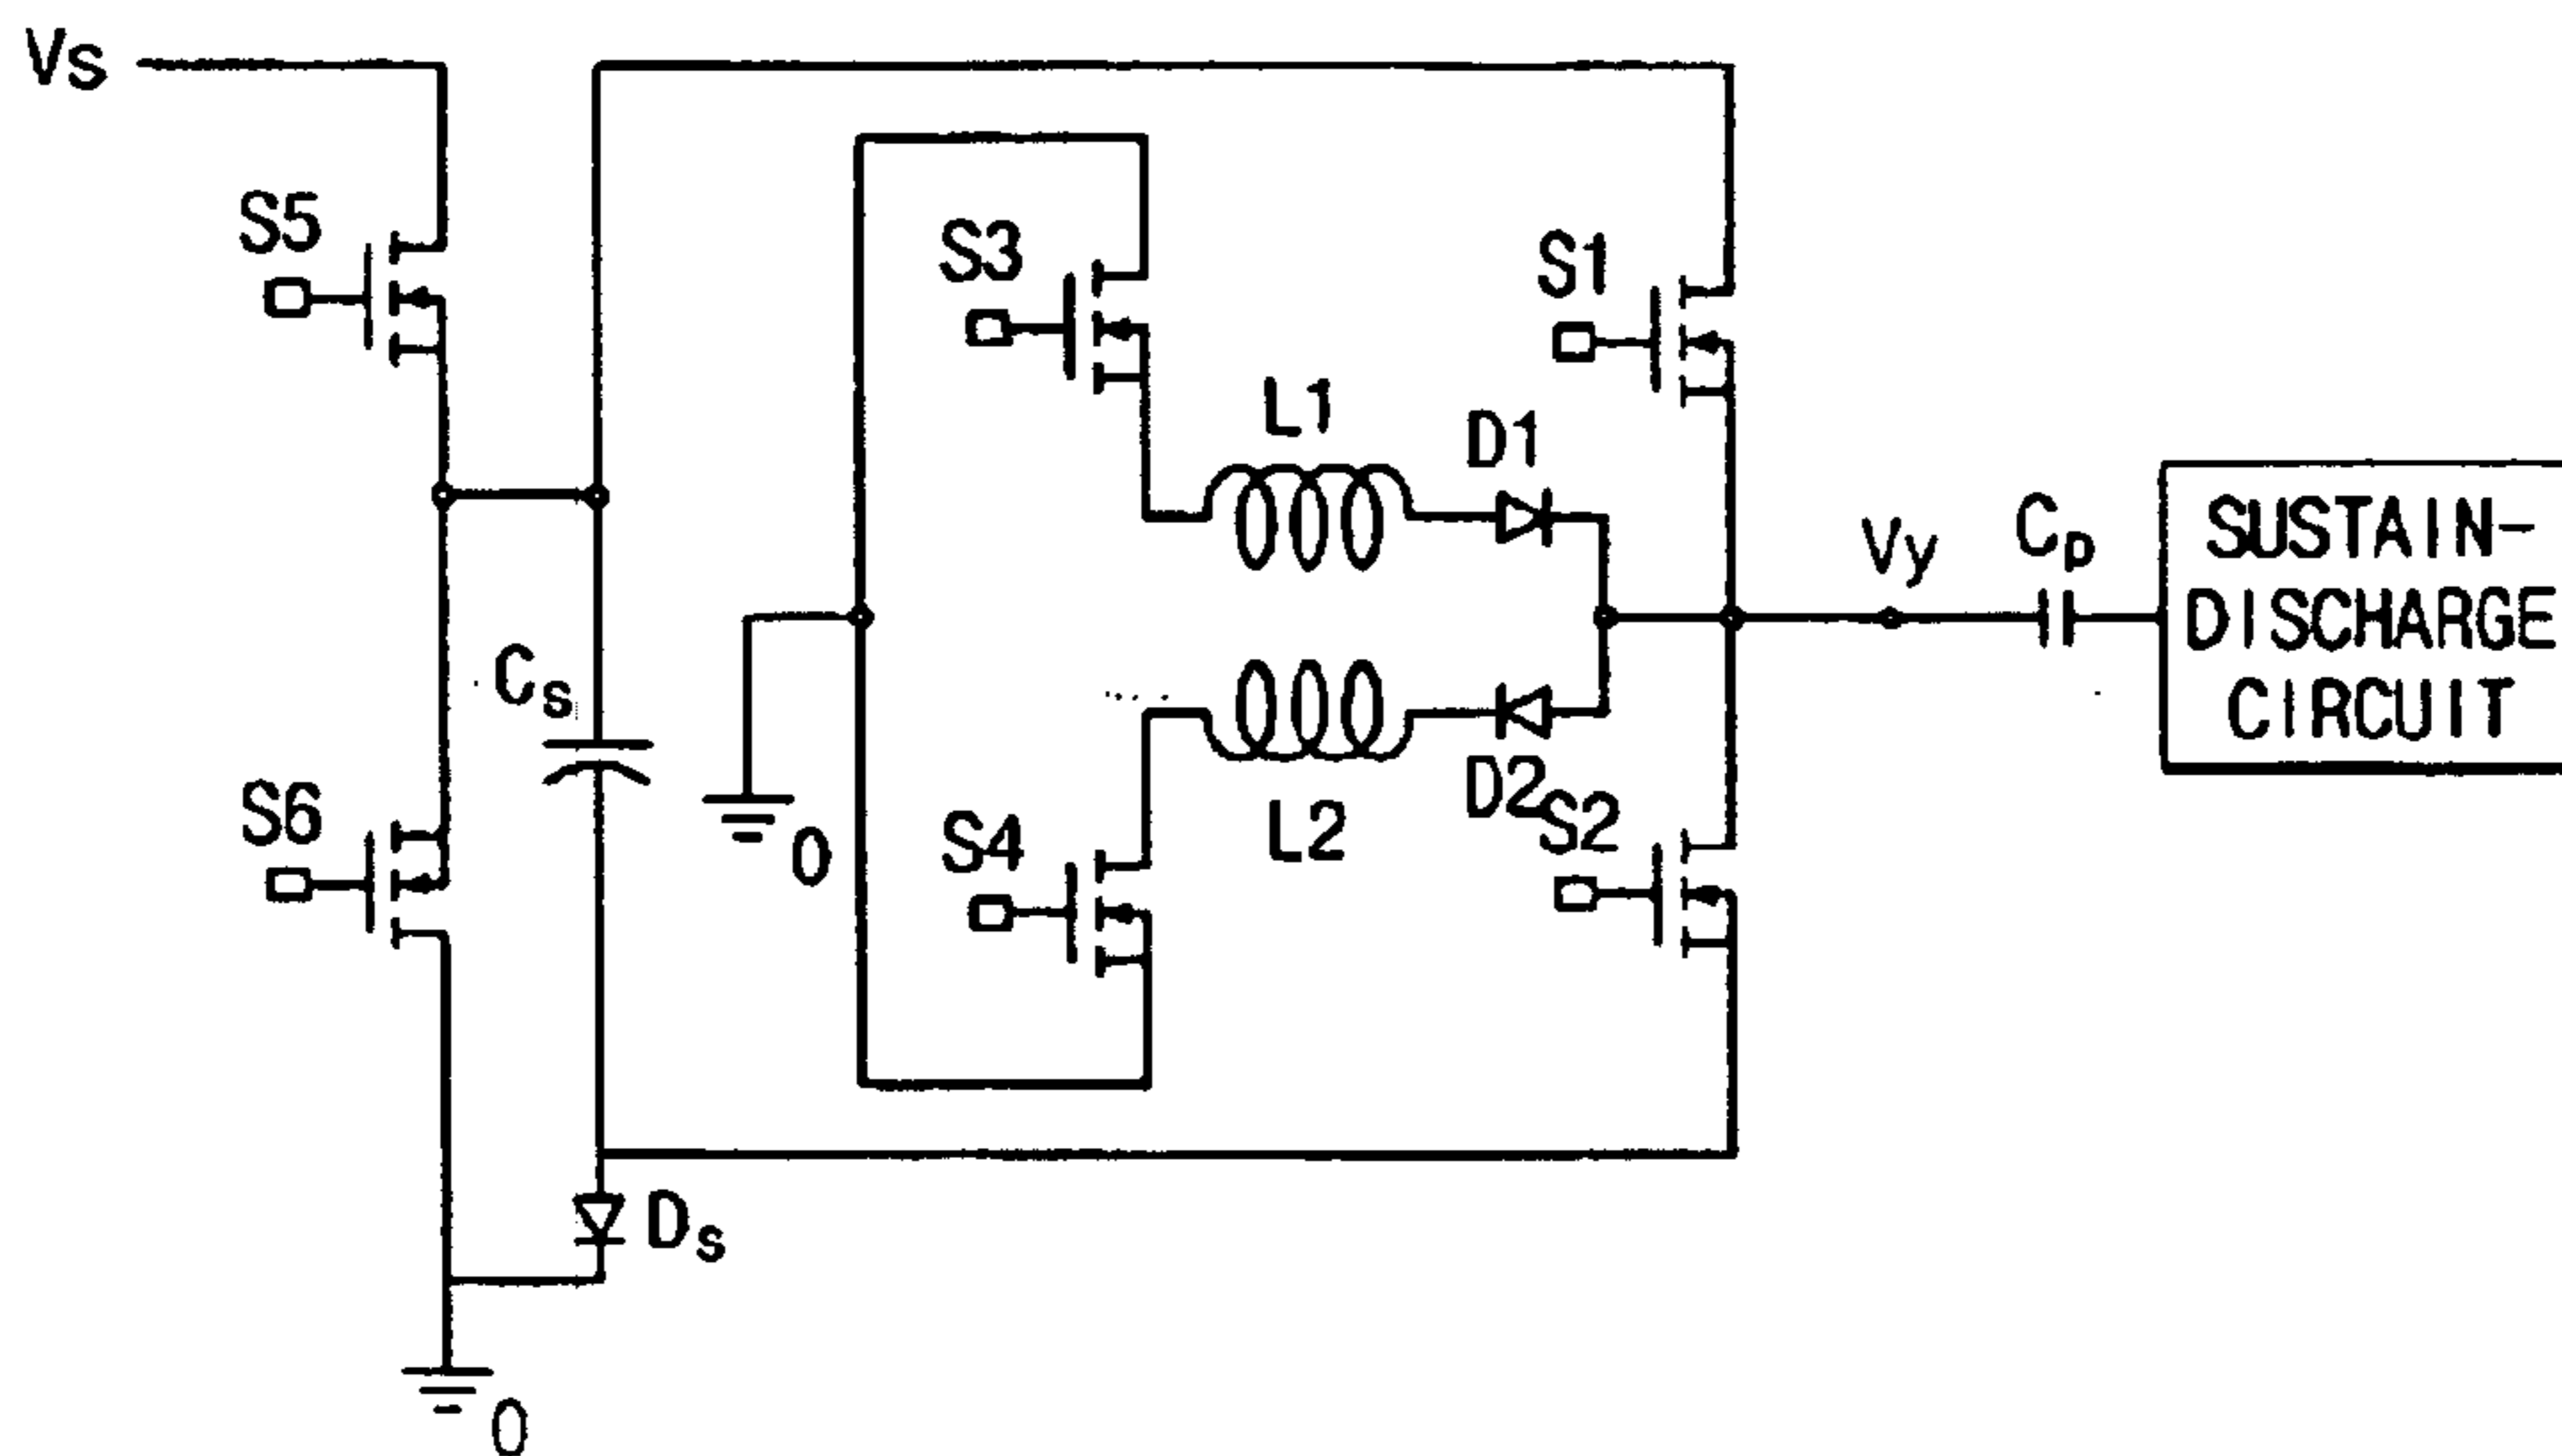 Vs
S5
S3
S1
L1
D1
Vy
Cp
SUSTAIN-
DISCHARGE
CIRCUIT
Cs
0
S6
S4
L2
D2
S2
Ds
0